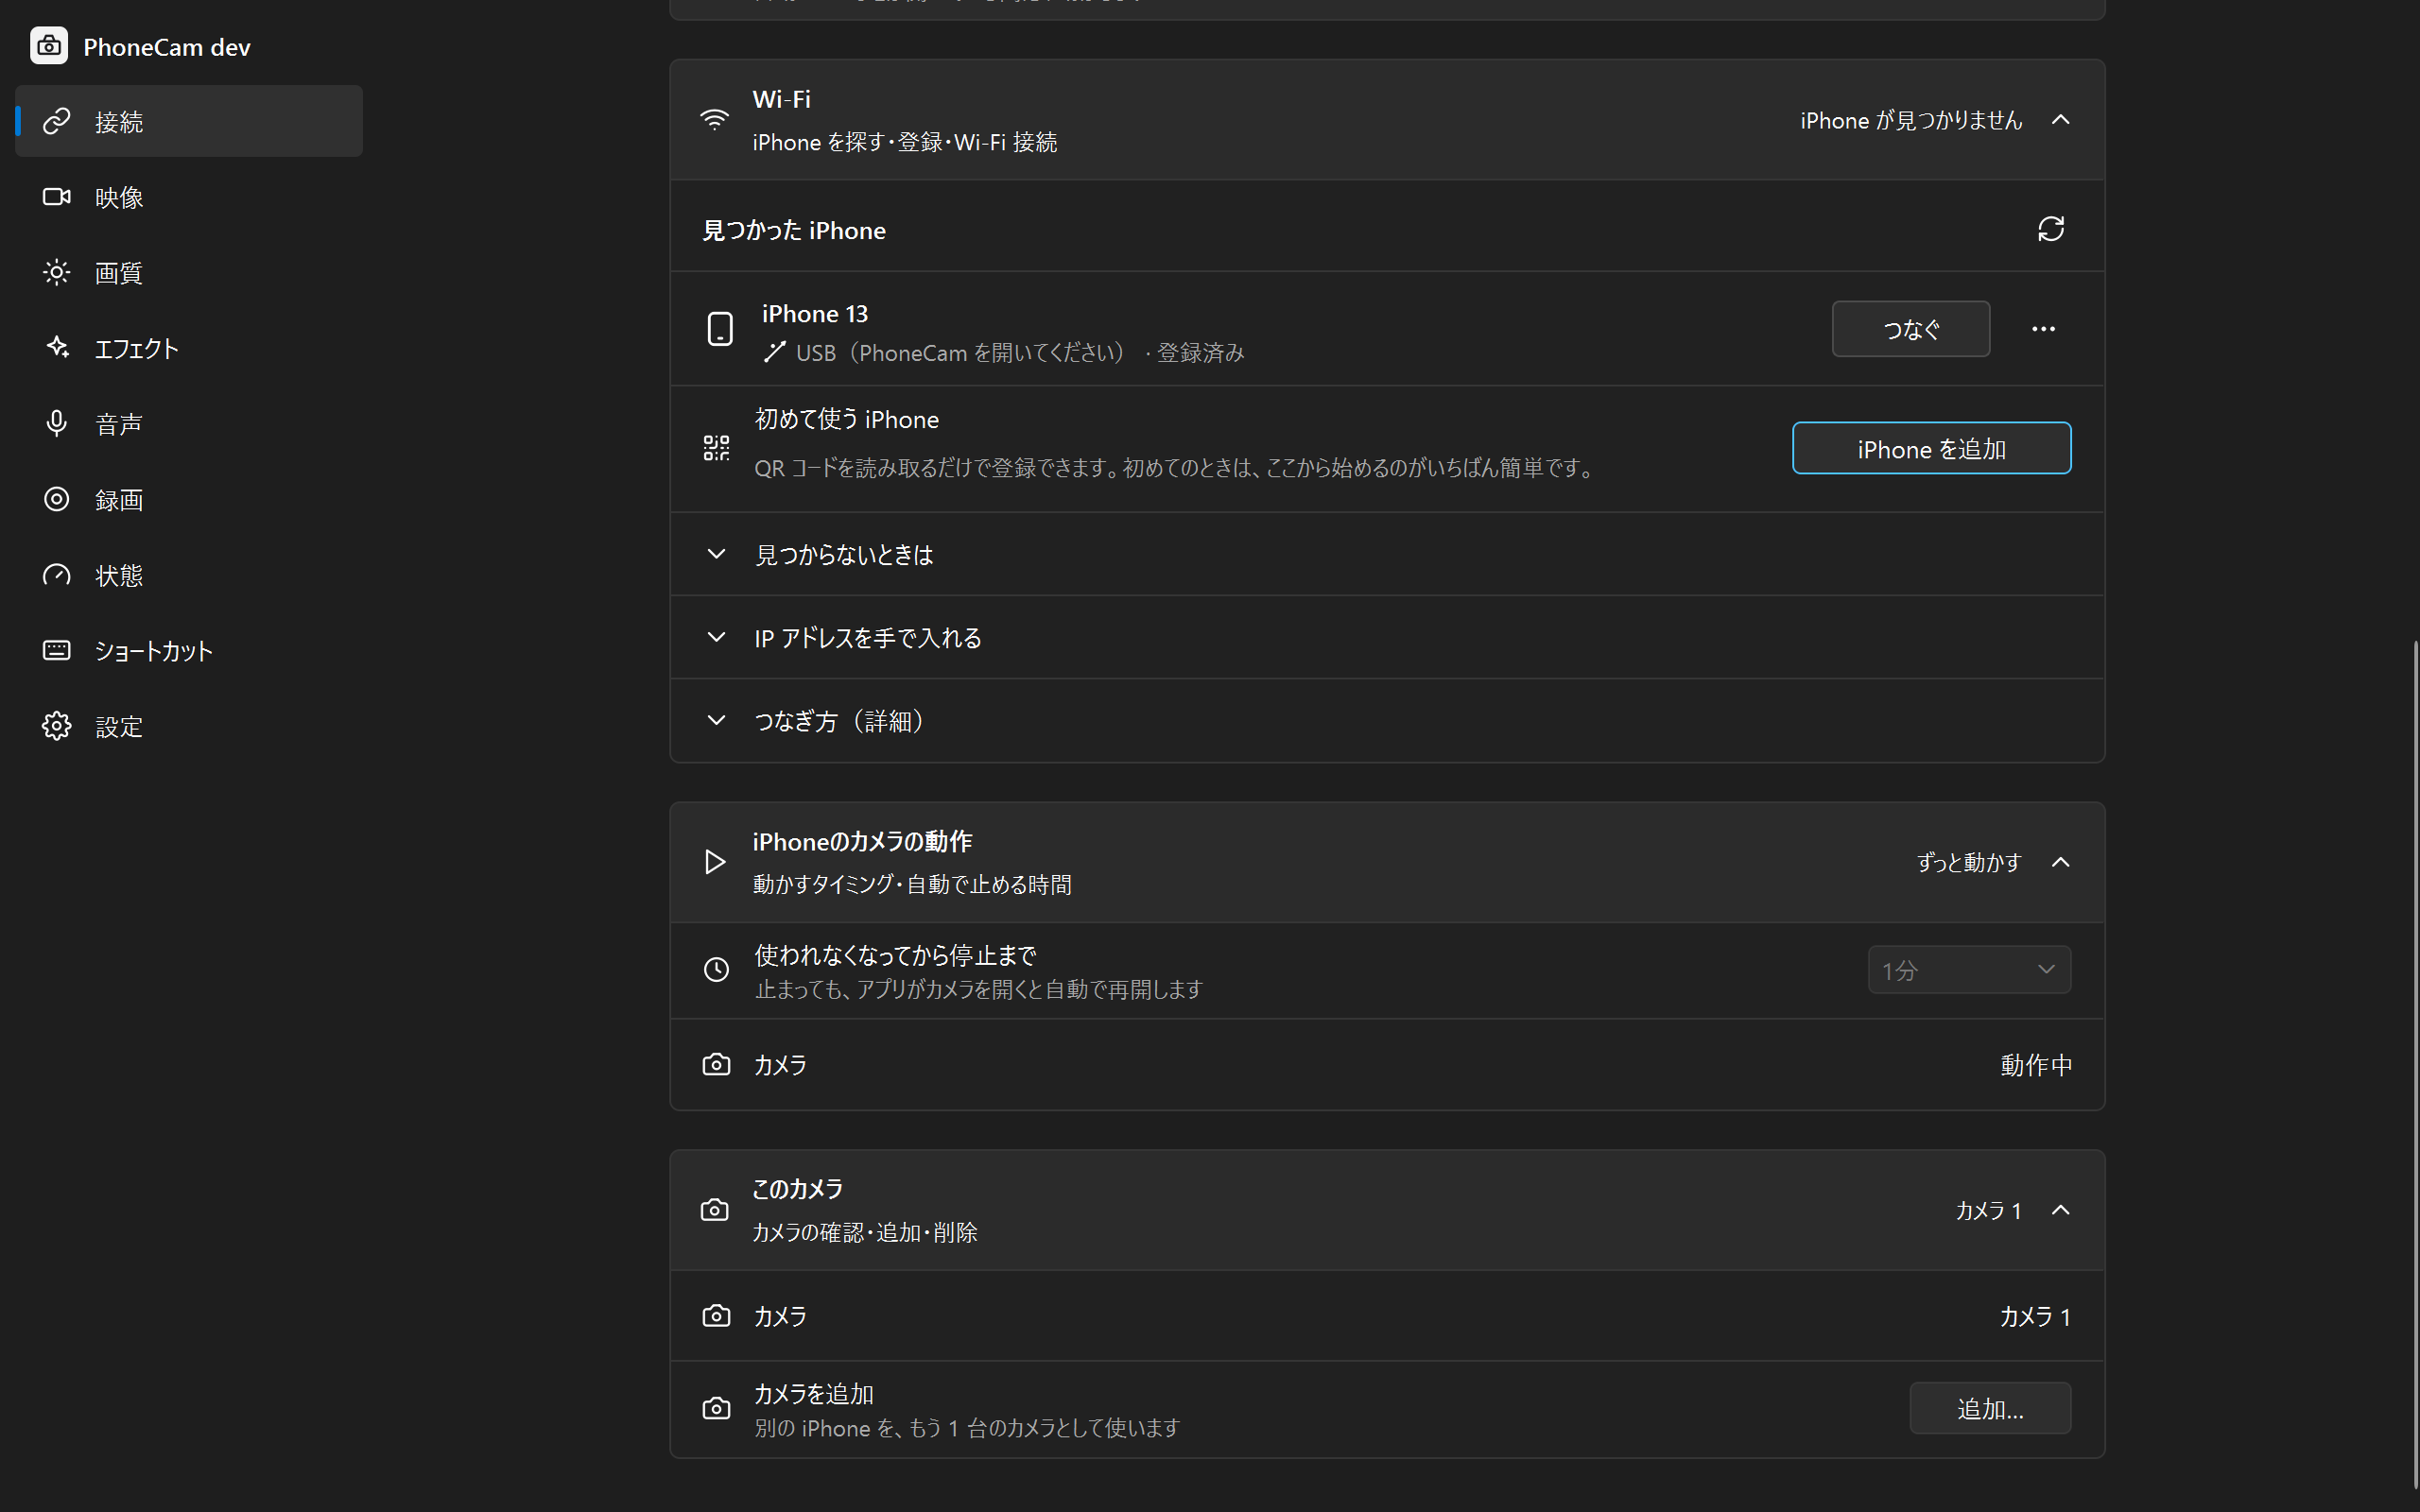 PhoneCam dev
接続
映像
画質
エフェクト
音声
録画
状態
ショートカット
設定
Wi-Fi
iPhone を探す・登録・Wi-Fi 接続
iPhone が見つかりません
見つかった iPhone
iPhone 13
USB（PhoneCam を開いてください） · 登録済み
つなぐ
初めて使う iPhone
QR コードを読み取るだけで登録できます。初めてのときは、ここから始めるのがいちばん簡単です。
iPhone を追加
見つからないときは
IP アドレスを手で入れる
つなぎ方（詳細）
iPhoneのカメラの動作
動かすタイミング・自動で止める時間
ずっと動かす
使われなくなってから停止まで
止まっても、アプリがカメラを開くと自動で再開します
1分
カメラ
動作中
このカメラ
カメラの確認・追加・削除
カメラ 1
カメラ
カメラ 1
カメラを追加
別の iPhone を、もう 1 台のカメラとして使います
追加...